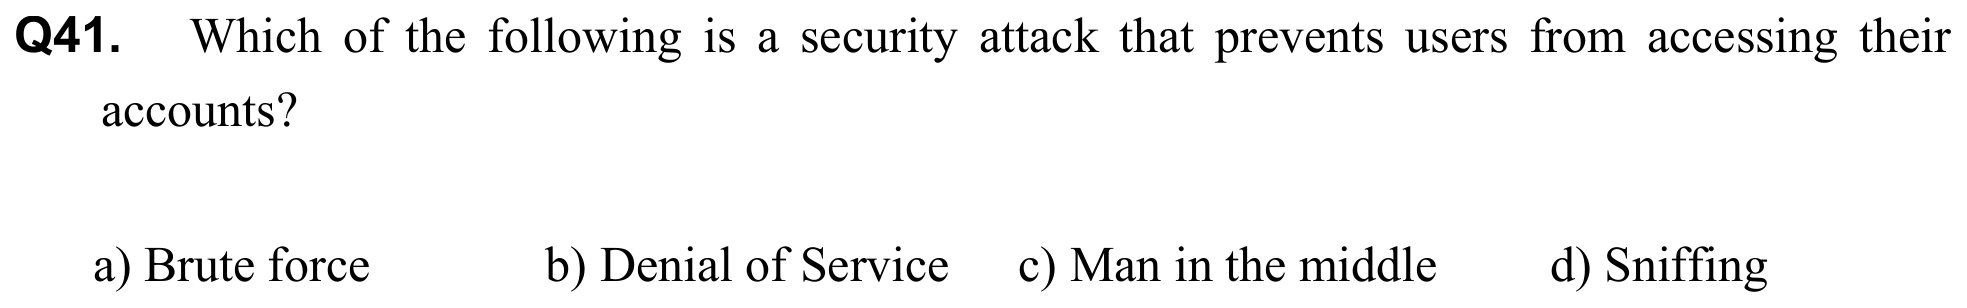 Q41. Which of the following is a security attack that prevents users from accessing their
accounts?
a) Brute force b) Denial of Service c) Man in the middle d) Sniffing